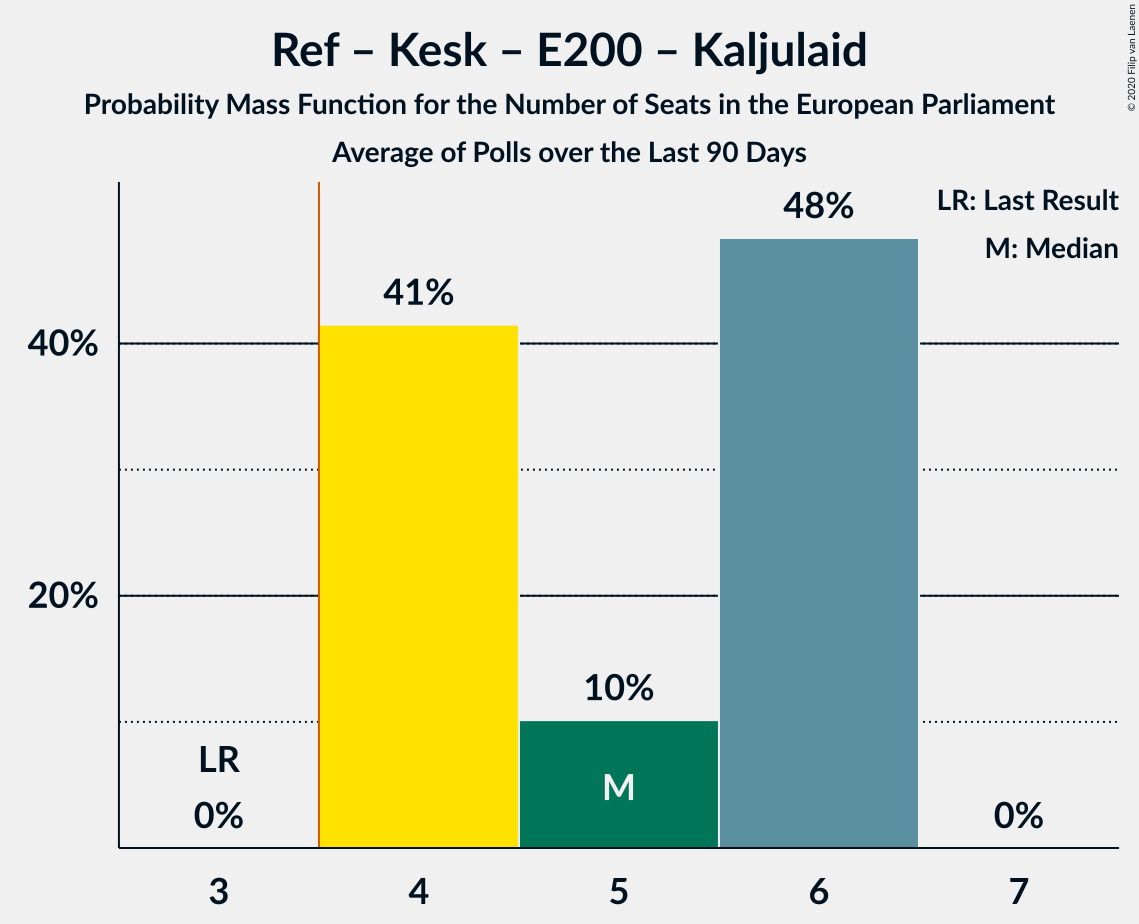 Ref – Kesk – E200 – Kaljulaid
Probability Mass Function for the Number of Seats in the European Parliament
Average of Polls over the Last 90 Days
© 2020 Filip van Laenen
LR: Last Result
M: Median
48%
41%
40%
20%
10%
LR
M
0%
0%
3
4
5
6
7